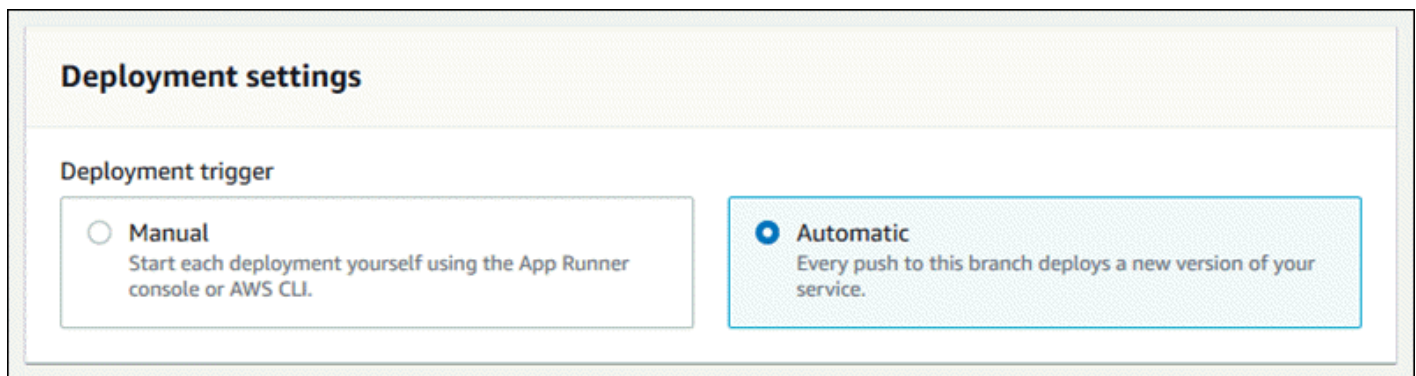 Deployment settings
Deployment trigger
Manual
Start each deployment yourself using the App Runner
console or AWS CLI.
Automatic
Every push to this branch deploys a new version of your
service.